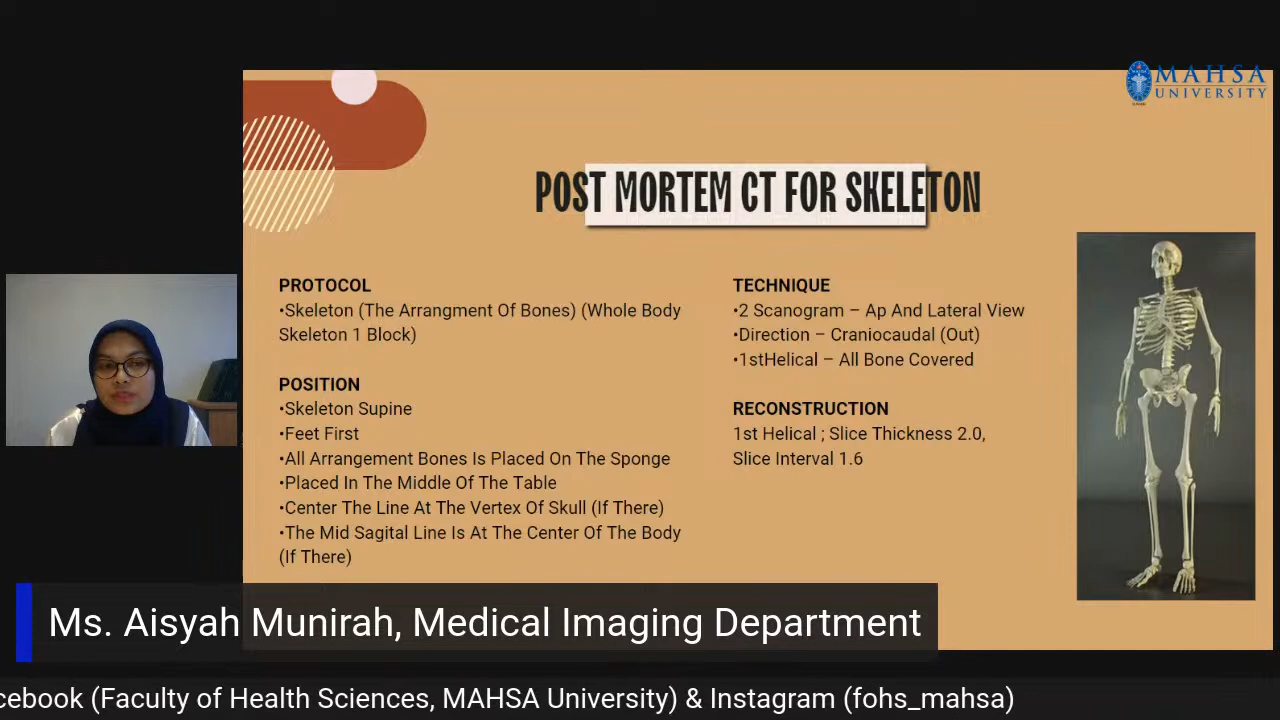 MAHSA
UNIVERSITY
POST MORTEM CT FOR SKELETON
PROTOCOL
•Skeleton (The Arrangment Of Bones) (Whole Body
Skeleton 1 Block)
POSITION
•Skeleton Supine
•Feet First
•All Arrangement Bones Is Placed On The Sponge
•Placed In The Middle Of The Table
•Center The Line At The Vertex Of Skull (If There)
•The Mid Sagital Line Is At The Center Of The Body
(If There)
TECHNIQUE
•2 Scanogram – Ap And Lateral View
•Direction – Craniocaudal (Out)
•1stHelical – All Bone Covered
RECONSTRUCTION
1st Helical ; Slice Thickness 2.0,
Slice Interval 1.6
Ms. Aisyah Munirah, Medical Imaging Department
cebook (Faculty of Health Sciences, MAHSA University) & Instagram (fohs_mahsa)